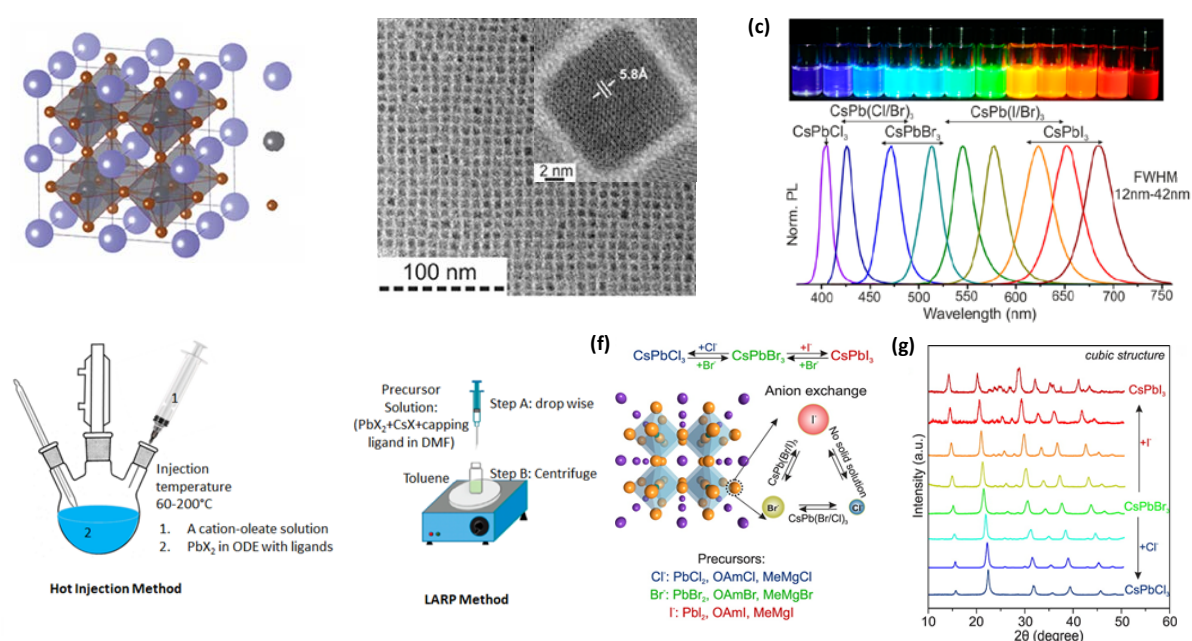 5.8Å
2 nm
100 nm
(c)
CsPb(Cl/Br)₃
CsPb(I/Br)₃
CsPbCl₃
CsPbBr₃
CsPbI₃
FWHM
12nm-42nm
Norm. PL
400 450 500 550 600 650 700 750
Wavelength (nm)
1
2
Injection
temperature
60-200°C
1. A cation-oleate solution
2. PbX₂ in ODE with ligands
Hot Injection Method
Precursor
Solution:
(PbX₂+CsX+capping
ligand in DMF)
Step A: drop wise
Toluene
Step B: Centrifuge
LARP Method
(f)
CsPbCl₃ +Cl⁻ +Br⁻ CsPbBr₃ +I⁻ +Br⁻ CsPbI₃
Anion exchange
I⁻
CsPb(Br/I)₃
No solid solution
Br⁻
Cl⁻
CsPb(Br/Cl)₃
Precursors:
Cl⁻: PbCl₂, OAmCl, MeMgCl
Br⁻: PbBr₂, OAmBr, MeMgBr
I⁻: PbI₂, OAmI, MeMgI
(g)
cubic structure
CsPbI₃
+I⁻
CsPbBr₃
+Cl⁻
CsPbCl₃
Intensity (a.u.)
10 20 30 40 50 60
2θ (degree)